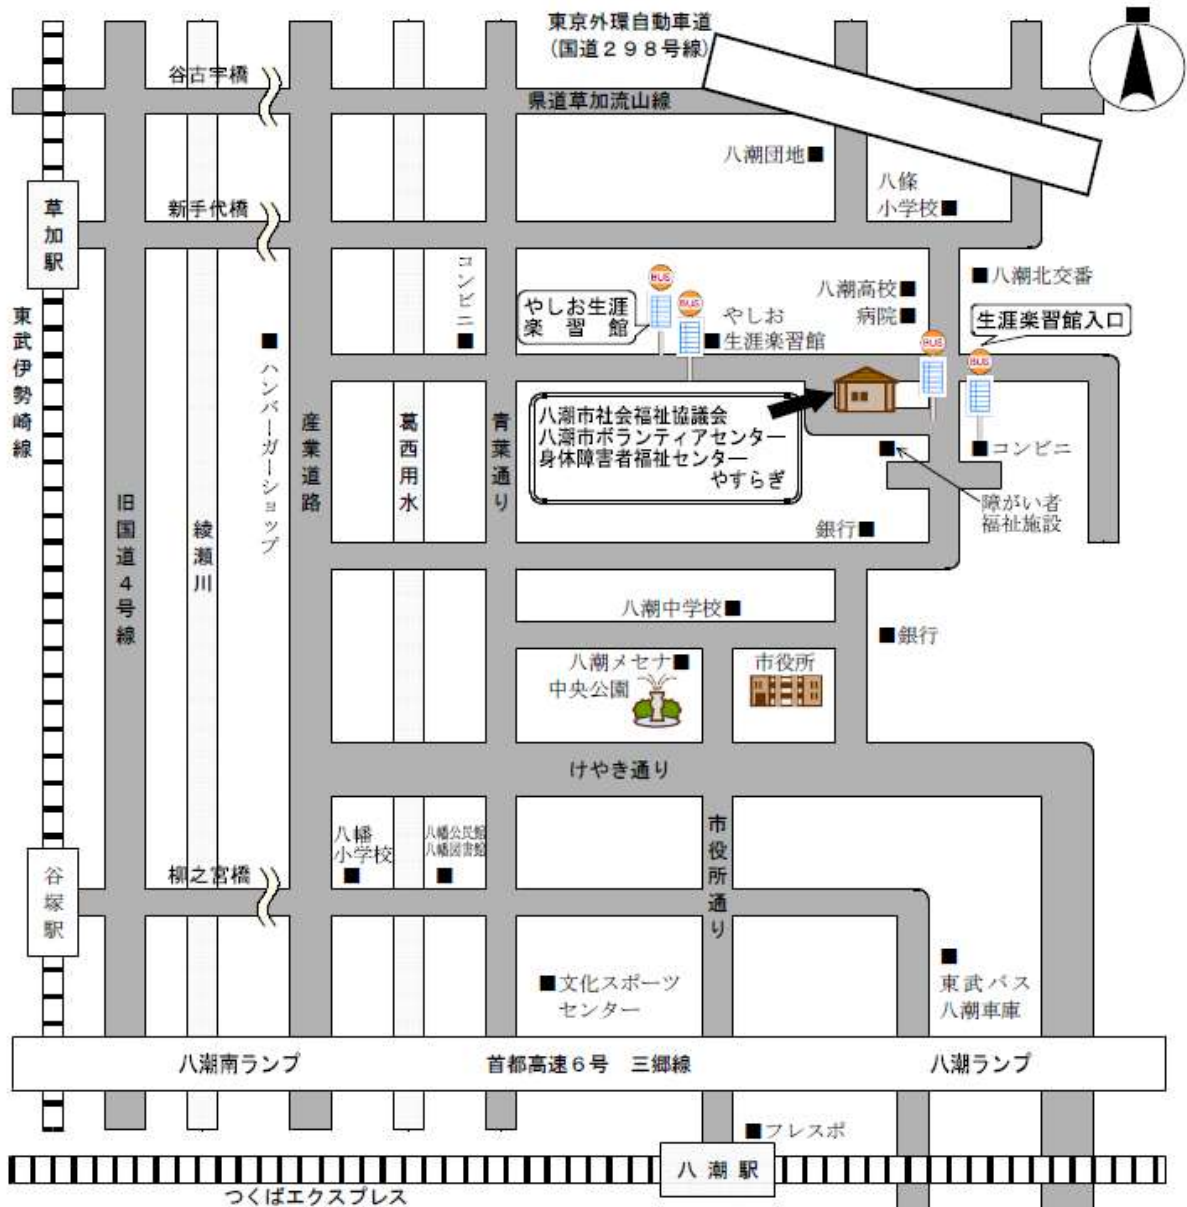 東京外環自動車道
(国道298号線)
谷古宇橋
県道草加流山線
八潮団地■
八條
小学校■
草加駅
新手代橋
コンビニ
■
■八潮北交番
八潮高校■
病院■
BUS
BUS
やしお生涯
楽習館
やしお
■生涯楽習館
生涯楽習館入口
BUS
BUS
東武伊勢崎線
■
ハンバーガーショップ
産業道路
葛西用水
青葉通り
八潮市社会福祉協議会
八潮市ボランティアセンター
身体障害者福祉センター
やすらぎ
■
■コンビニ
障がい者
福祉施設
旧国道4号線
綾瀬川
銀行■
八潮中学校■
■銀行
八潮メセナ■
中央公園
市役所
けやき通り
八幡
小学校
■
八幡公民館
八幡図書館
■
市役所通り
谷塚駅
柳之宮橋
■文化スポーツ
センター
■
東武バス
八潮車庫
八潮南ランプ
首都高速6号 三郷線
八潮ランプ
■フレスポ
八潮駅
つくばエクスプレス